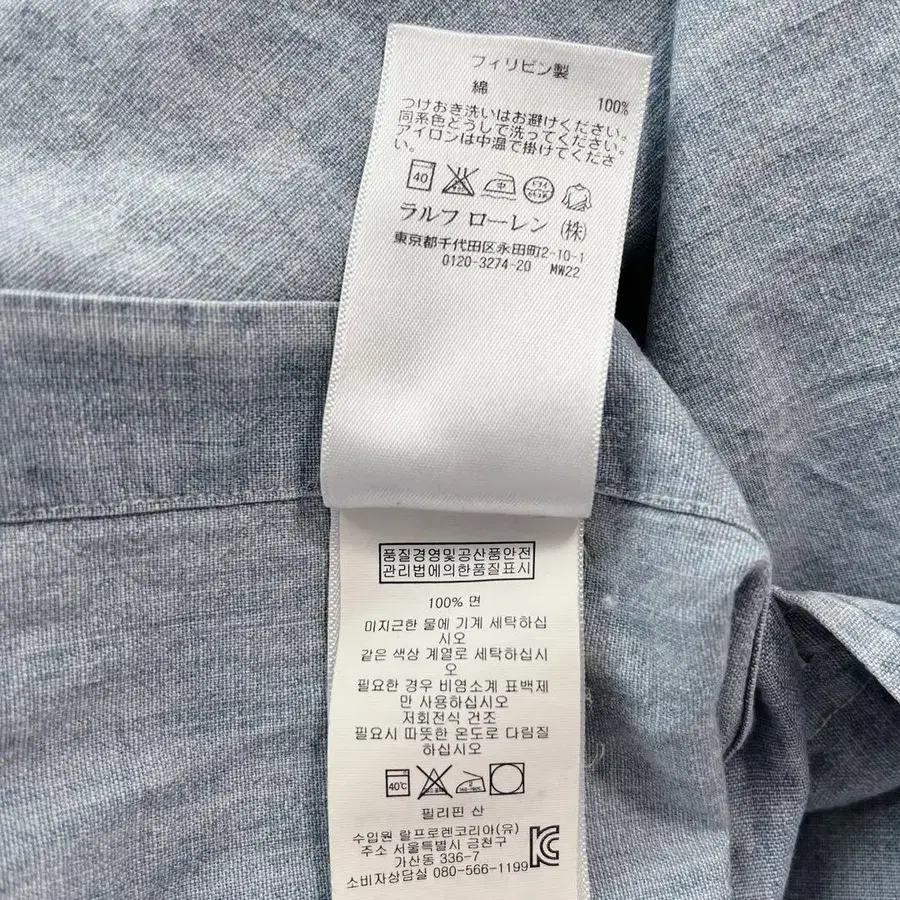 フィリピン製
綿 100%
つけおき洗いはお避けください。
同系色どうしで洗ってください。
アイロンは中温で掛けてくださ
い。
40 中 ドライ
ラルフ ローレン (株)
東京都千代田区永田町2-10-1
0120-3274-20 MW22
품질경영및공산품안전
관리법에의한품질표시
100% 면
미지근한 물에 기계 세탁하십
시오
같은 색상 계열로 세탁하십시
오
필요한 경우 비염소계 표백제
만 사용하십시오
저회전식 건조
필요시 따뜻한 온도로 다림질
하십시오
40℃
필리핀 산
수입원 랄프로렌코리아(유)
주소 서울특별시 금천구
가산동 336-7
소비자상담실 080-566-1199